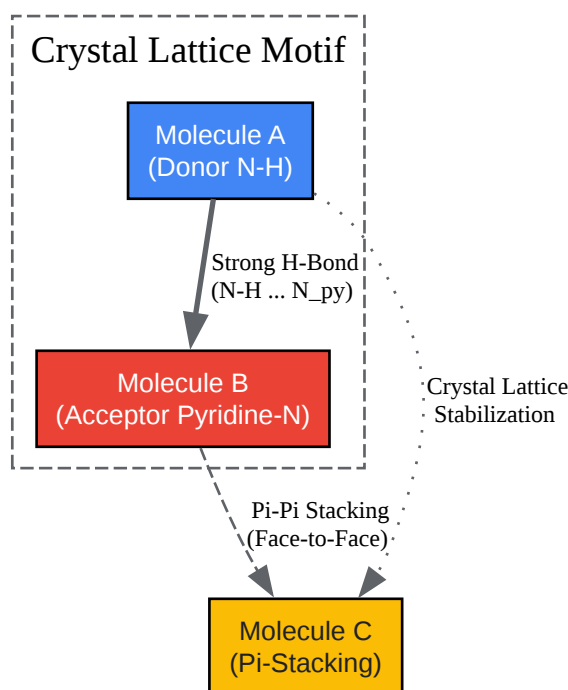 Crystal Lattice Motif
Molecule A
(Donor N-H)
Strong H-Bond
(N-H ... N_py)
Molecule B
(Acceptor Pyridine-N)
Crystal Lattice
Stabilization
Pi-Pi Stacking
(Face-to-Face)
Molecule C
(Pi-Stacking)